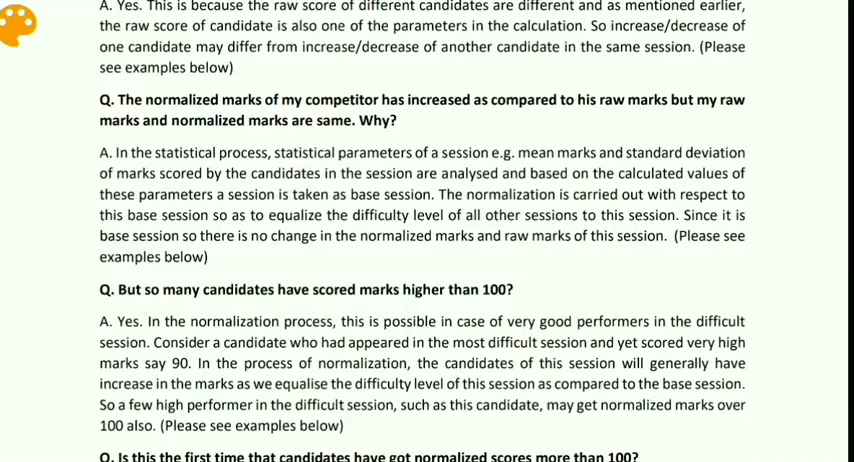 A. Yes. This is because the raw score of different candidates are different and as mentioned earlier,
the raw score of candidate is also one of the parameters in the calculation. So increase/decrease of
one candidate may differ from increase/decrease of another candidate in the same session. (Please
see examples below)
Q. The normalized marks of my competitor has increased as compared to his raw marks but my raw
marks and normalized marks are same. Why?
A. In the statistical process, statistical parameters of a session e.g. mean marks and standard deviation
of marks scored by the candidates in the session are analysed and based on the calculated values of
these parameters a session is taken as base session. The normalization is carried out with respect to
this base session so as to equalize the difficulty level of all other sessions to this session. Since it is
base session so there is no change in the normalized marks and raw marks of this session. (Please see
examples below)
Q. But so many candidates have scored marks higher than 100?
A. Yes. In the normalization process, this is possible in case of very good performers in the difficult
session. Consider a candidate who had appeared in the most difficult session and yet scored very high
marks say 90. In the process of normalization, the candidates of this session will generally have
increase in the marks as we equalise the difficulty level of this session as compared to the base session.
So a few high performer in the difficult session, such as this candidate, may get normalized marks over
100 also. (Please see examples below)
Q. Is this the first time that candidates have got normalized scores more than 100?